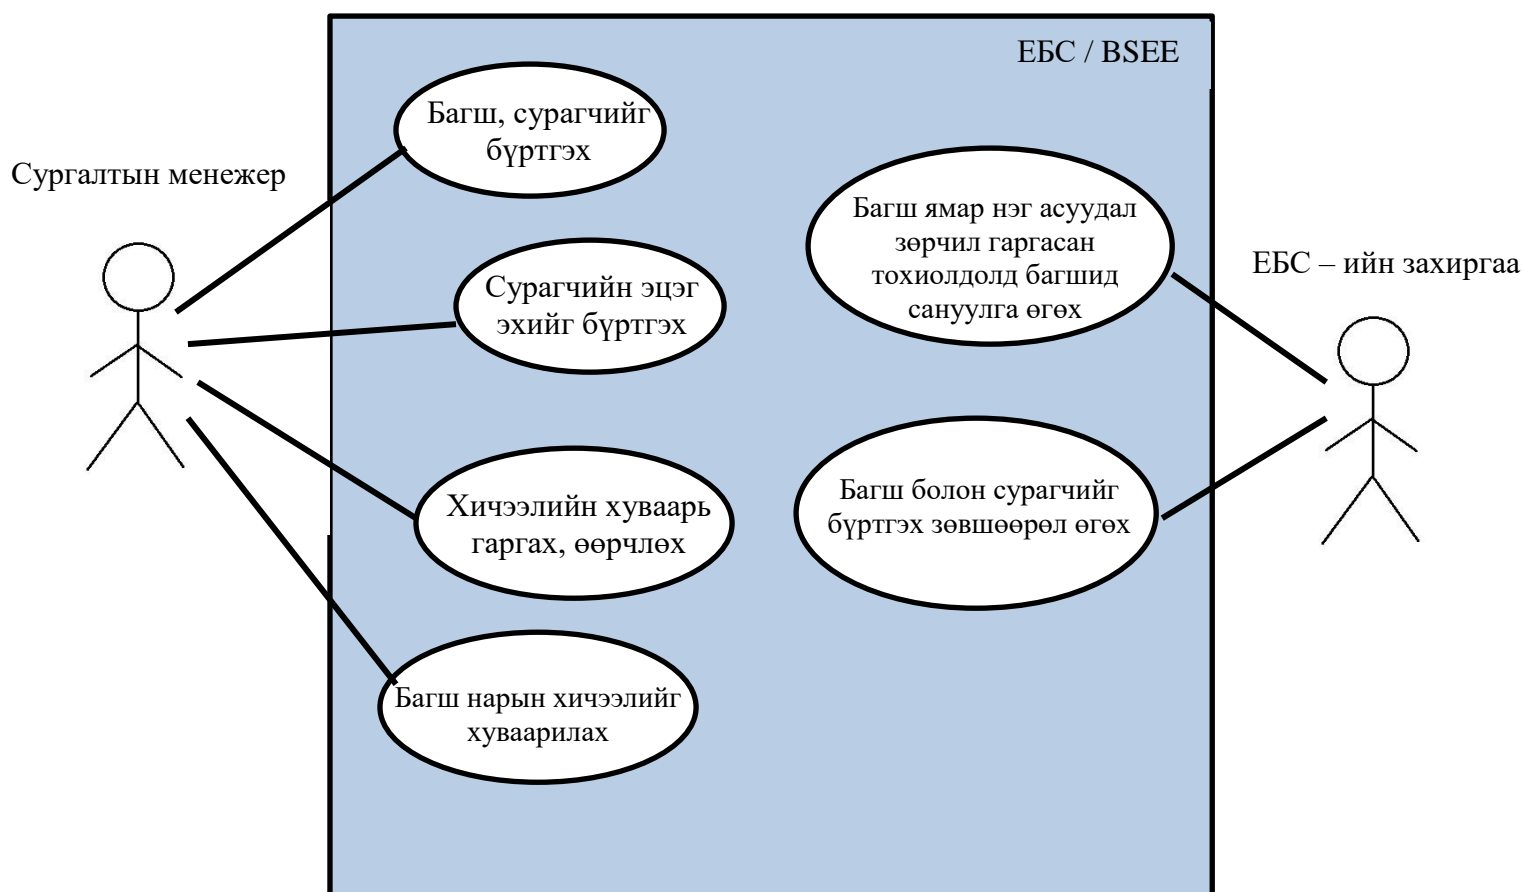 ЕБС / BSEE
Багш, сурагчийг
бүртгэх
Сургалтын менежер
Багш ямар нэг асуудал
зөрчил гаргасан
тохиолдолд багшид
сануулга өгөх
ЕБС – ийн захиргаа
Сурагчийн эцэг
эхийг бүртгэх
Хичээлийн хуваарь
гаргах, өөрчлөх
Багш болон сурагчийг
бүртгэх зөвшөөрөл өгөх
Багш нарын хичээлийг
хуваарилах